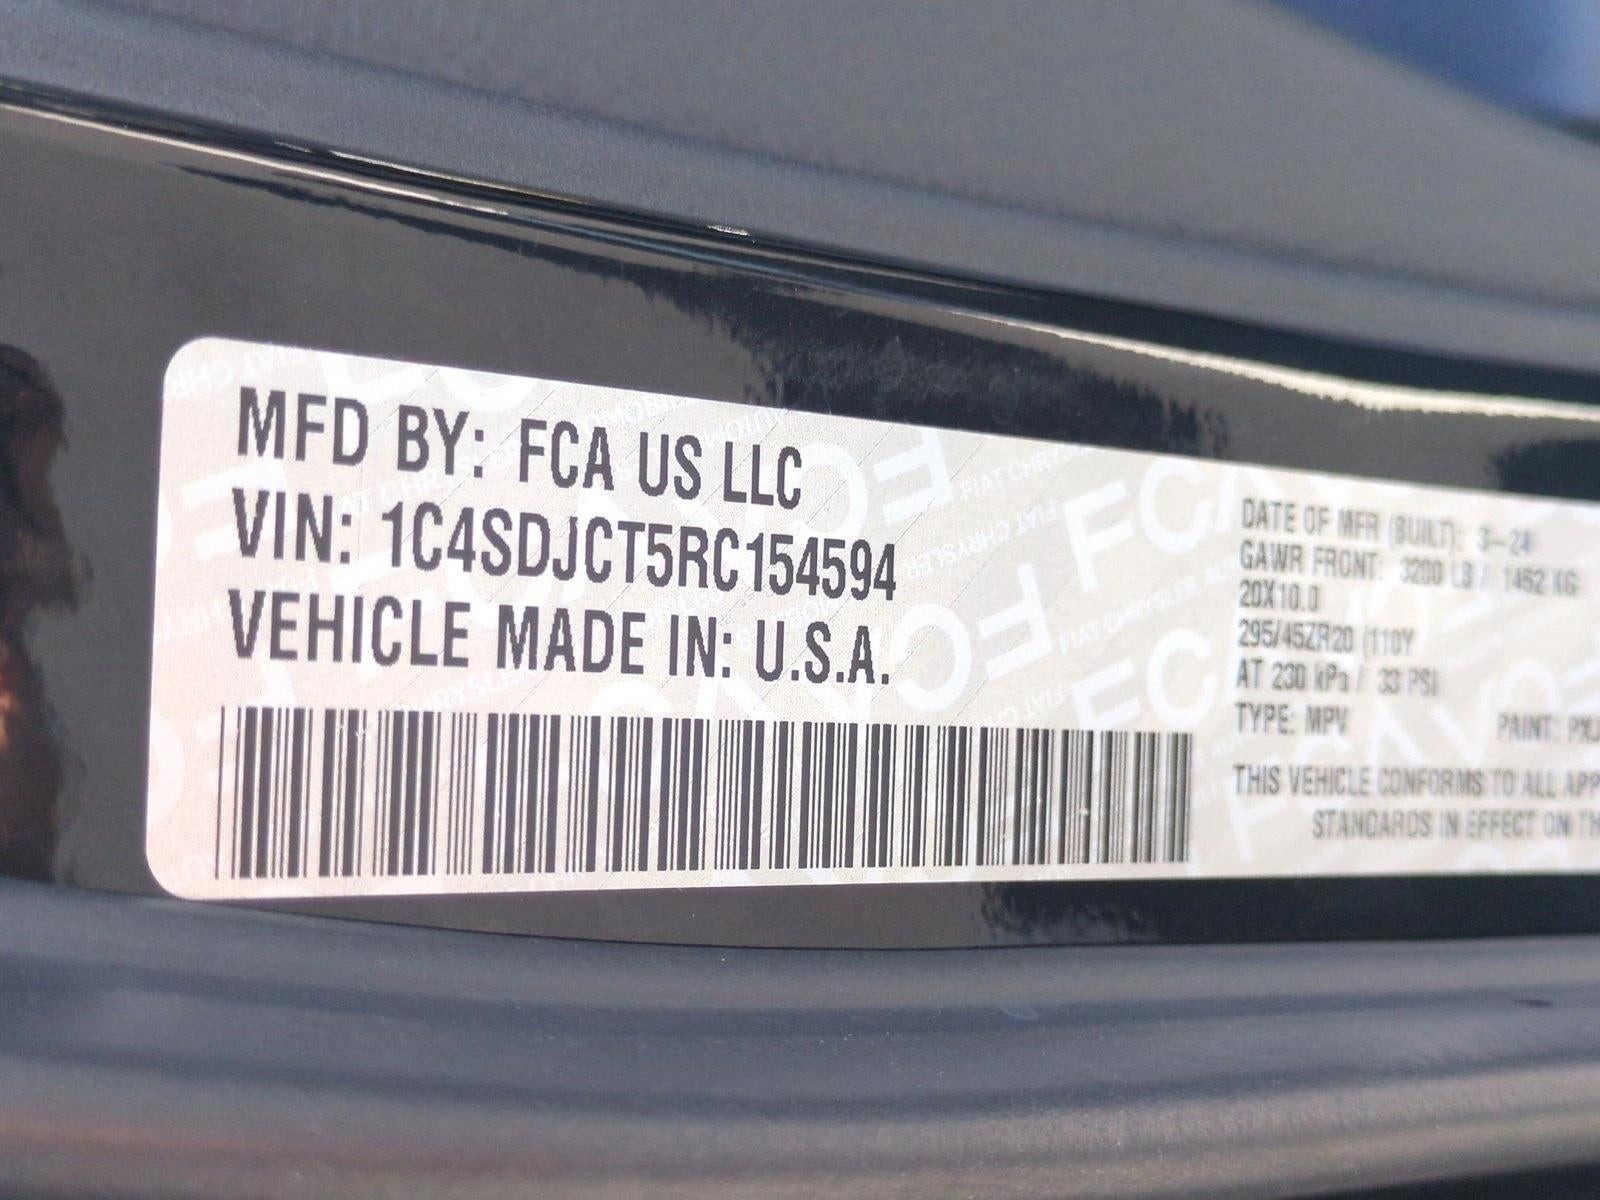 MFD BY: FCA US LLC
VIN: 1C4SDJCT5RC154594
VEHICLE MADE IN: U.S.A.
DATE OF MFR (BUILT): 3-24
GAWR FRONT: 3200 LB / 1452 KG
20X10.0
295/45ZR20 (110Y
AT 230 kPa / 33 PSI
TYPE: MPV PAINT:
THIS VEHICLE CONFORMS TO ALL
STANDARDS IN EFFECT ON